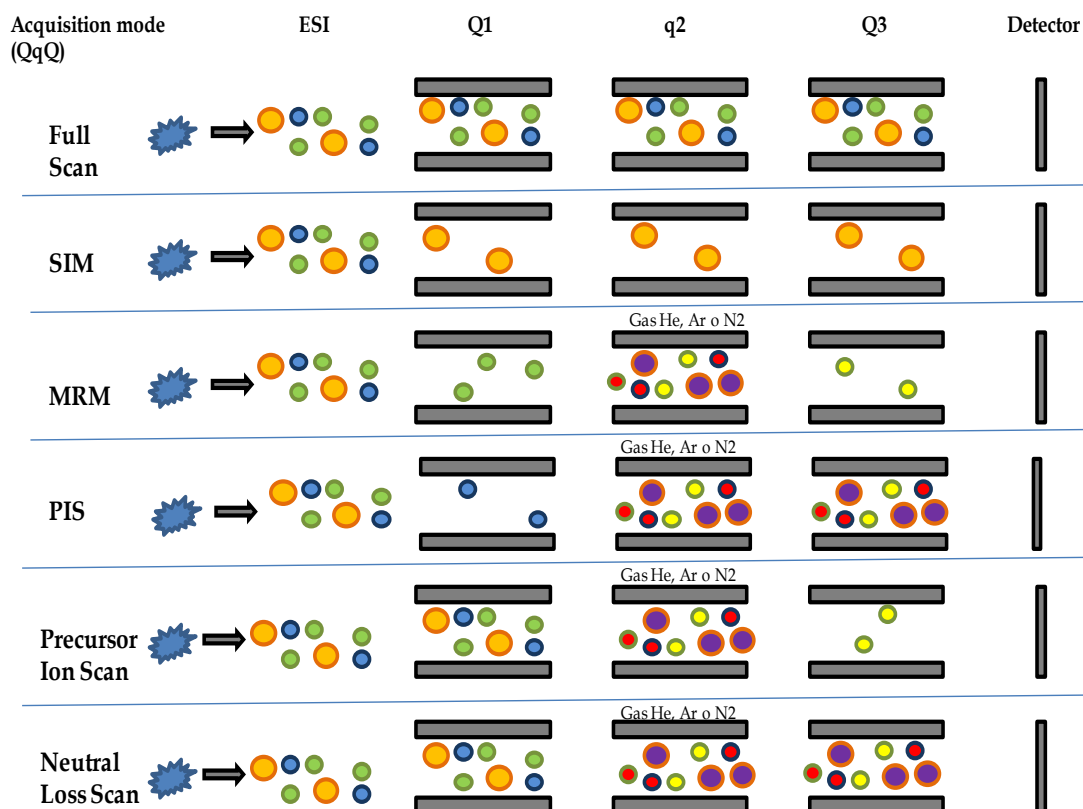 Acquisition mode (QqQ)
ESI
Q1
q2
Q3
Detector
Full
Scan
SIM
Gas He, Ar o N2
MRM
Gas He, Ar o N2
PIS
Gas He, Ar o N2
Precursor
Ion Scan
Gas He, Ar o N2
Neutral
Loss Scan